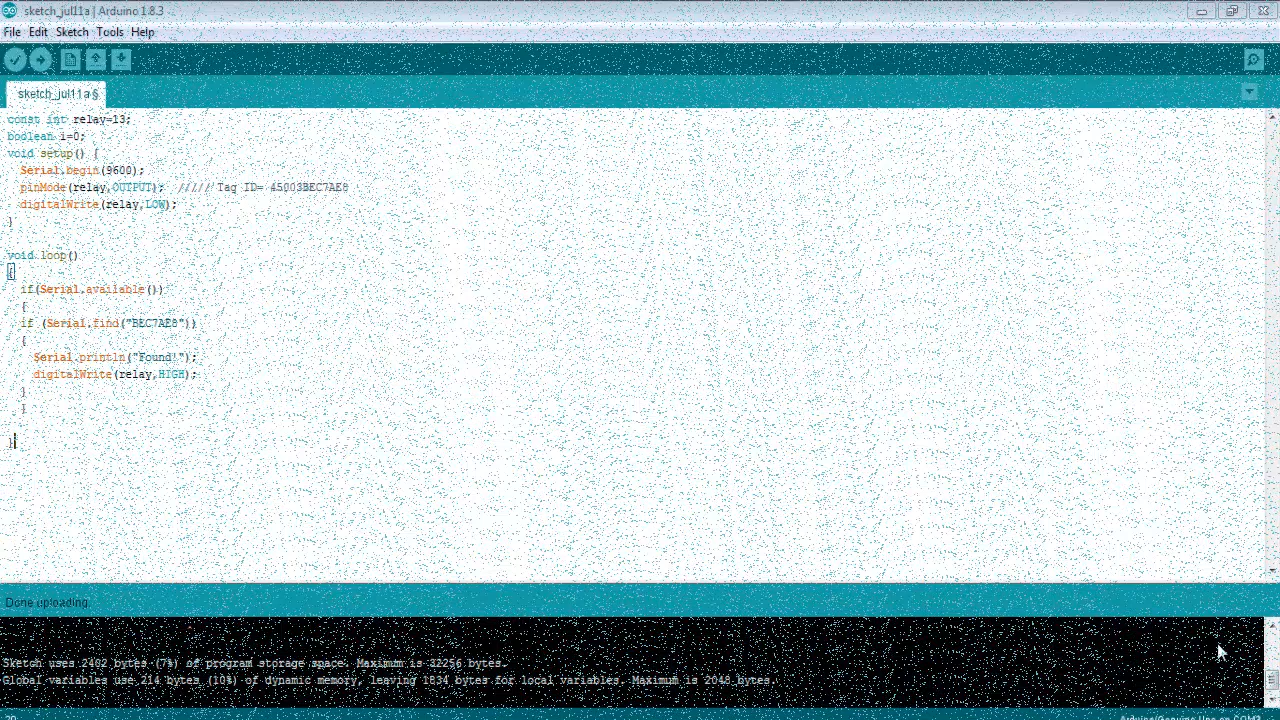 sketch_jul11a | Arduino 1.8.3
File Edit Sketch Tools Help
sketch_jul11a §
const int relay=13;
boolean i=0;
void setup() {
Serial.begin(9600);
pinMode(relay,OUTPUT); ///// Tag ID= 45003BEC7AE8
digitalWrite(relay,LOW);
}
void loop()
{
if(Serial.available())
{
if (Serial.find("BEC7AE8"))
{
Serial.println("Found!");
digitalWrite(relay,HIGH);
}
}
}
Done uploading.
Sketch uses 2402 bytes (7%) of program storage space. Maximum is 32256 bytes.
Global variables use 214 bytes (10%) of dynamic memory, leaving 1834 bytes for local variables. Maximum is 2048 bytes.